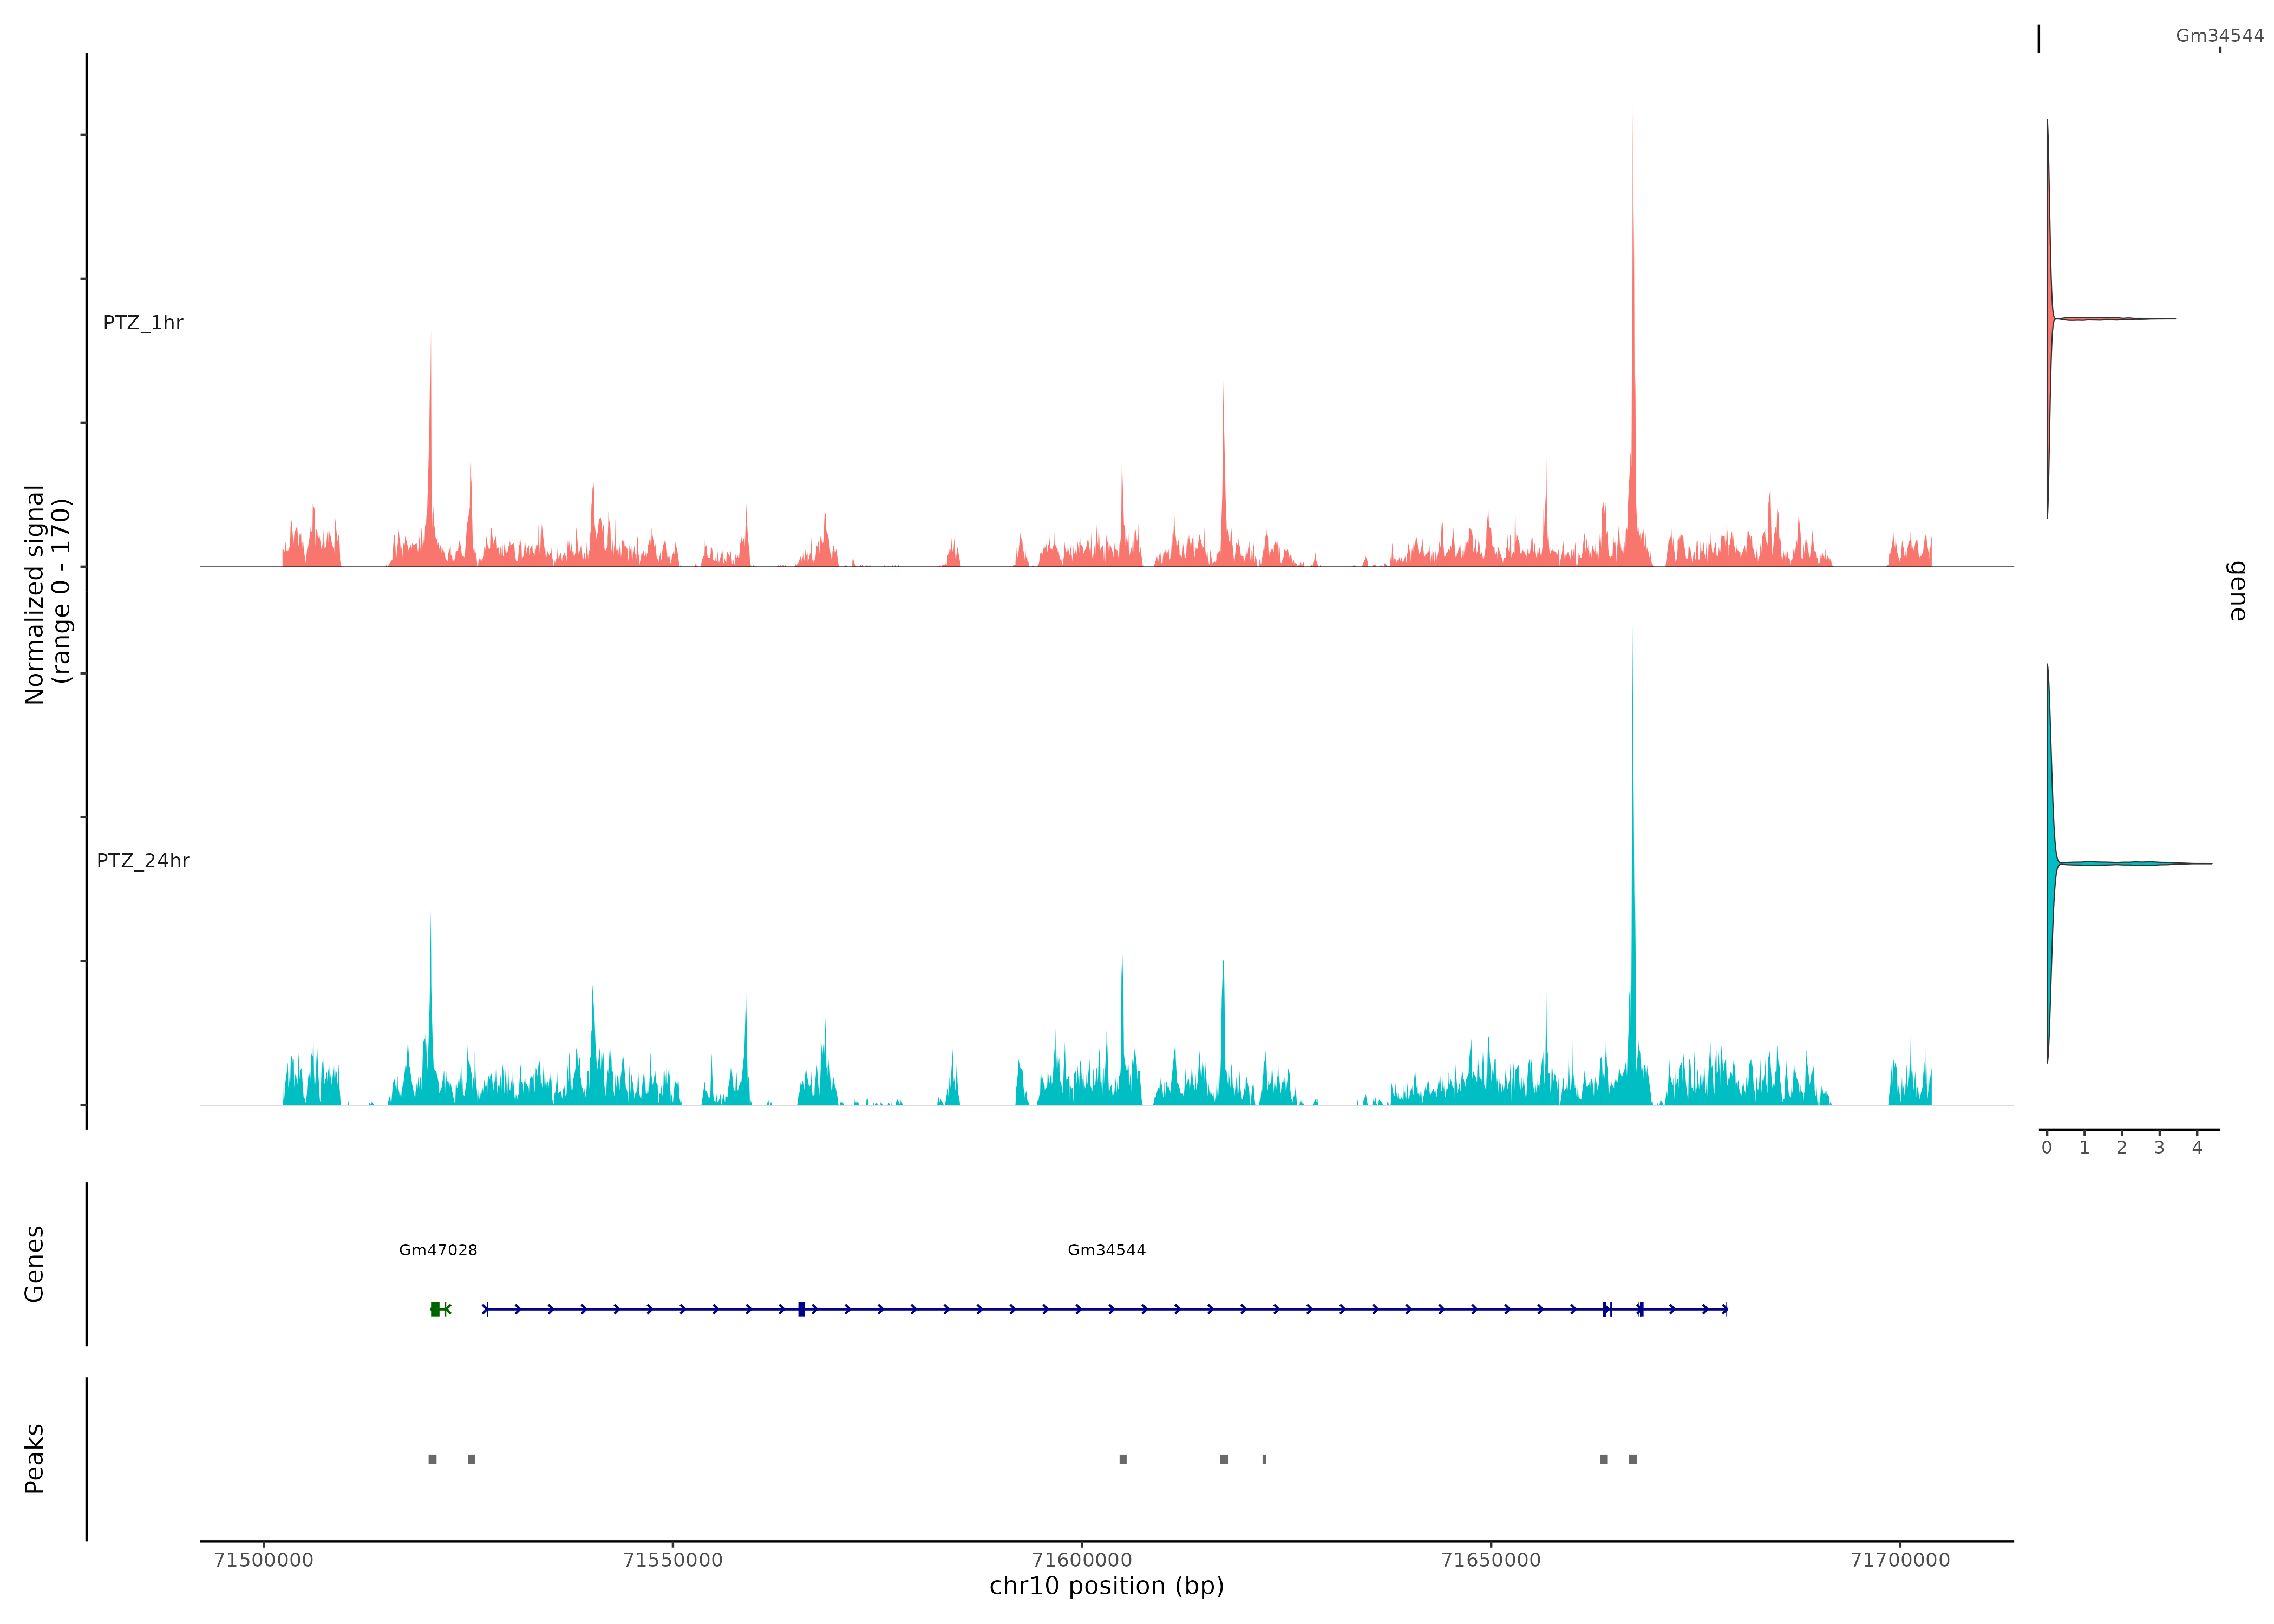 Gm34544
Normalized signal
(range 0 - 170)
PTZ_1hr
PTZ_24hr
gene
0 1 2 3 4
Genes
Gm47028 Gm34544
Peaks
71500000 71550000 71600000 71650000 71700000
chr10 position (bp)